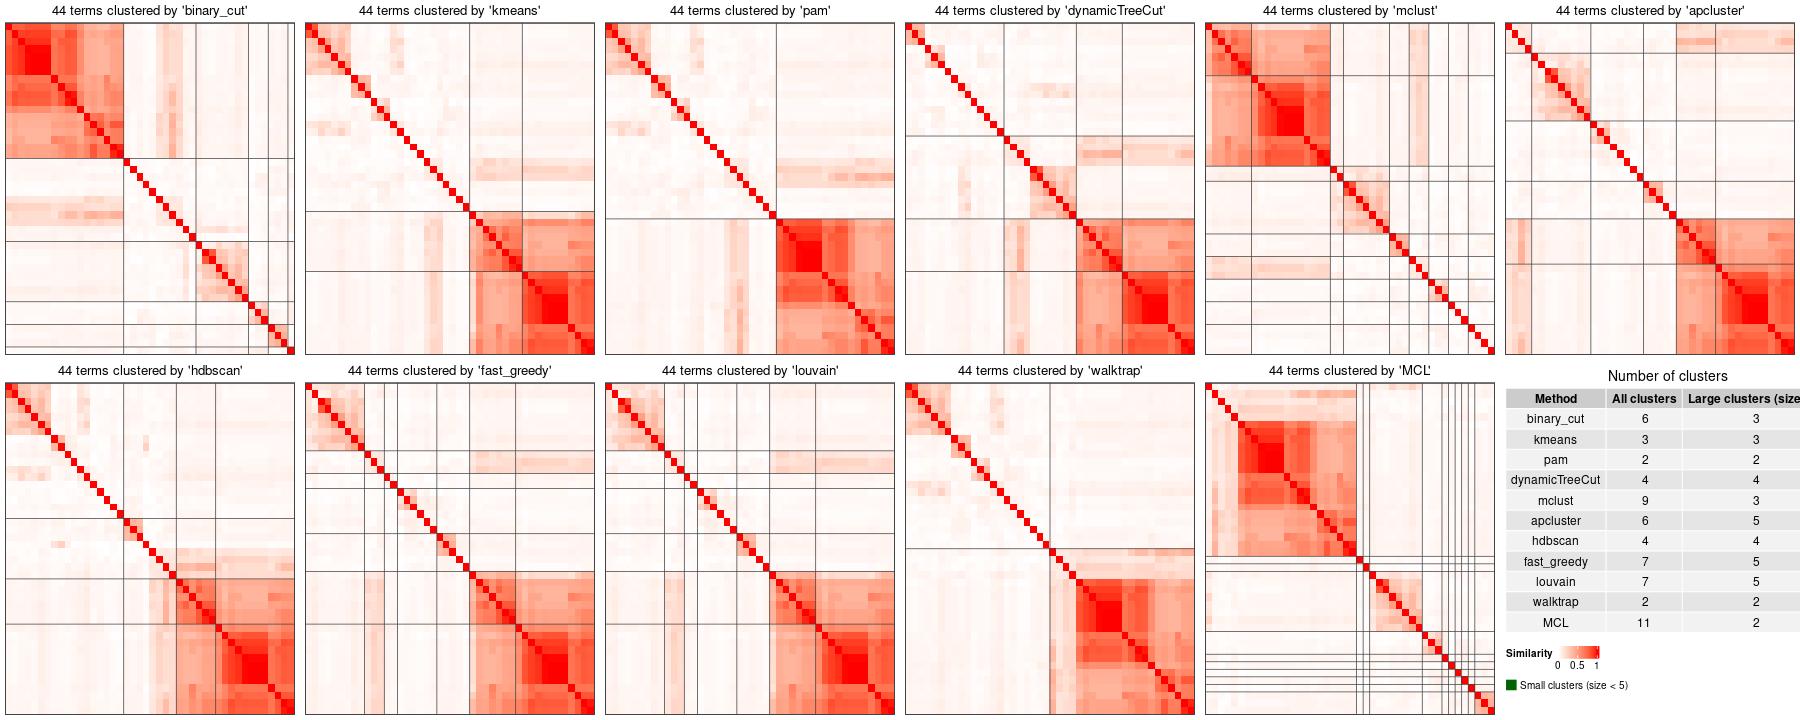 44 terms clustered by 'binary_cut'
44 terms clustered by 'kmeans'
44 terms clustered by 'pam'
44 terms clustered by 'dynamicTreeCut'
44 terms clustered by 'mclust'
44 terms clustered by 'apcluster'
44 terms clustered by 'hdbscan'
44 terms clustered by 'fast_greedy'
44 terms clustered by 'louvain'
44 terms clustered by 'walktrap'
44 terms clustered by 'MCL'
Number of clusters
Method All clusters Large clusters (size
binary_cut 6 3
kmeans 3 3
pam 2 2
dynamicTreeCut 4 4
mclust 9 3
apcluster 6 5
hdbscan 4 4
fast_greedy 7 5
louvain 7 5
walktrap 2 2
MCL 11 2
Similarity
0 0.5 1
Small clusters (size < 5)